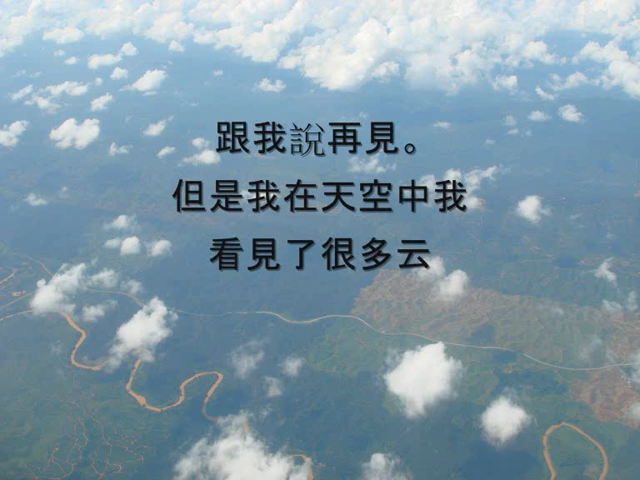 跟我說再見。
但是我在天空中我
看見了很多云